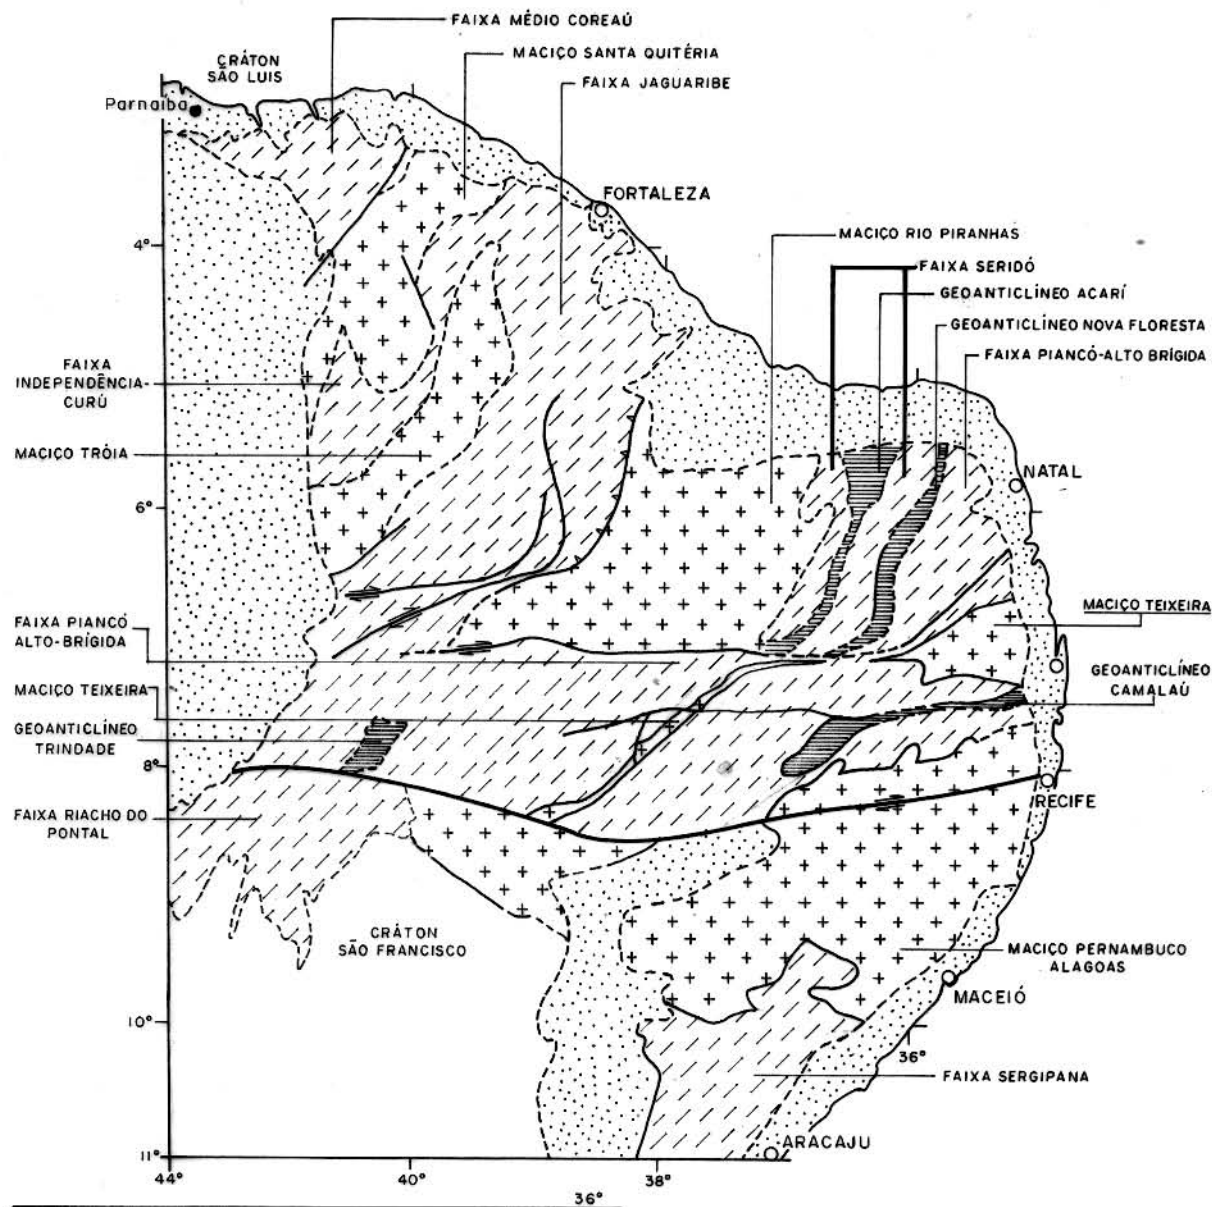 FAIXA MÉDIO COREAÚ
MACIÇO SANTA QUITÉRIA
CRÁTON
SÃO LUIS
FAIXA JAGUARIBE
Parnaíba
FORTALEZA
MACIÇO RIO PIRANHAS
4°
FAIXA SERIDÓ
GEOANTICLÍNEO ACARÍ
GEOANTICLÍNEO NOVA FLORESTA
FAIXA PIANCÓ-ALTO BRÍGIDA
FAIXA
INDEPENDÊNCIA-
CURÚ
MACIÇO TRÓIA
NATAL
6°
MACIÇO TEIXEIRA
FAIXA PIANCÓ
ALTO-BRÍGIDA
GEOANTICLÍNEO
CAMALAÚ
MACIÇO TEIXEIRA
GEOANTICLÍNEO
TRINDADE
8°
RECIFE
FAIXA RIACHO DO
PONTAL
CRÁTON
SÃO FRANCISCO
MACIÇO PERNAMBUCO
ALAGOAS
MACEIÓ
10°
36°
FAIXA SERGIPANA
ARACAJU
11°
44°
40°
38°
36°